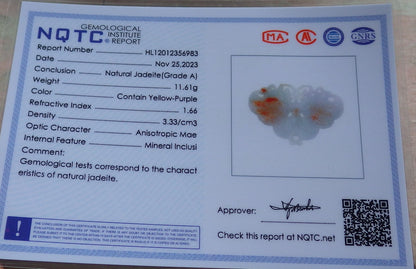 NQTC GEMOLOGICAL INSTITUTE REPORT
Report Number HL12012356983
Date Nov 25,2023
Conclusion Natural Jadeite(Grade A)
Weight 11.61g
Color Contain Yellow-Purple
Refractive Index 1.66
Density 3.33/cm3
Optic Character Anisotropic Mae
Internal Feature Mineral Inclusi
Comment:
Gemological tests correspond to the charact
eristics of natural jadeite.
MA
GNRS
Approver:
Check this report at NQTC.net